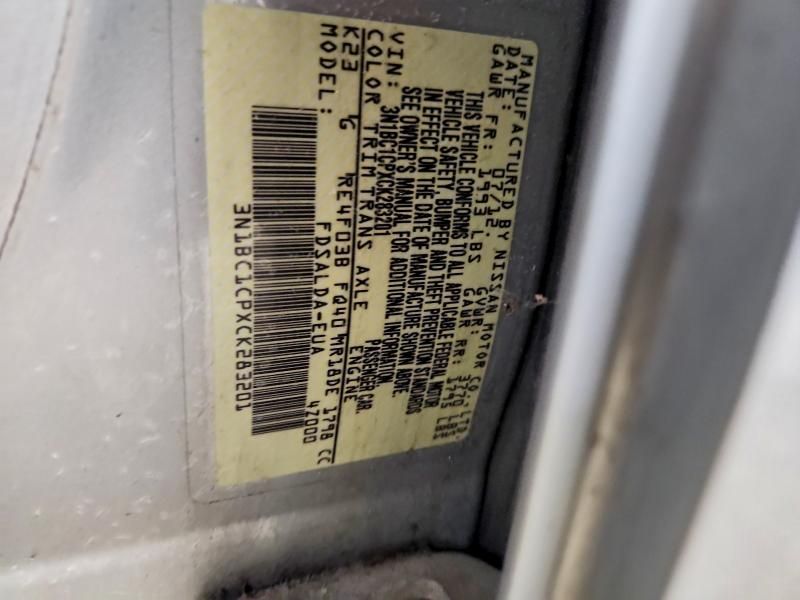 MANUFACTURED BY NISSAN MOTOR CO., LTD.
DATE: 07/12. GVWR: 3770 LBS
GAWR FR: 1993 LBS GAWR RR: 1795 LBS
THIS VEHICLE CONFORMS TO ALL APPLICABLE FEDERAL MOTOR
VEHICLE SAFETY, BUMPER AND THEFT PREVENTION STANDARDS
IN EFFECT ON THE DATE OF MANUFACTURE SHOWN ABOVE.
SEE OWNER'S MANUAL FOR ADDITIONAL INFORMATION.
VIN: 3N1BC1CPXCK283201 PASSENGER CAR
COLOR TRIM TRANS AXLE ENGINE
K23 G RE4F03B FQ40 MR18DE 1798 CC
MODEL: FDSALDA-EUA 47000
3N1BC1CPXCK283201